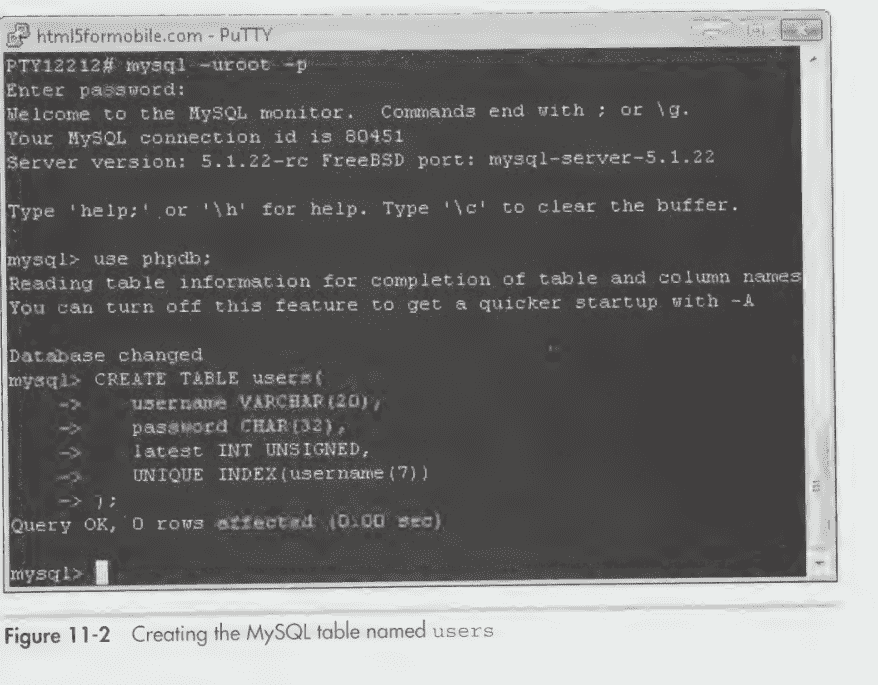 html5formobile.com - PuTTY
PTY12212# mysql -uroot -p
Enter password:
Welcome to the MySQL monitor.  Commands end with ; or \g.
Your MySQL connection id is 80451
Server version: 5.1.22-rc FreeBSD port: mysql-server-5.1.22
Type 'help;' or '\h' for help. Type '\c' to clear the buffer.
mysql> use phpdb;
Reading table information for completion of table and column names
You can turn off this feature to get a quicker startup with -A
Database changed
mysql> CREATE TABLE users(
    ->     username VARCHAR(20),
    ->     password CHAR(32),
    ->     latest INT UNSIGNED,
    ->     UNIQUE INDEX(username(7))
    -> );
Query OK, 0 rows affected (0.00 sec)
mysql>
Figure 11-2  Creating the MySQL table named users